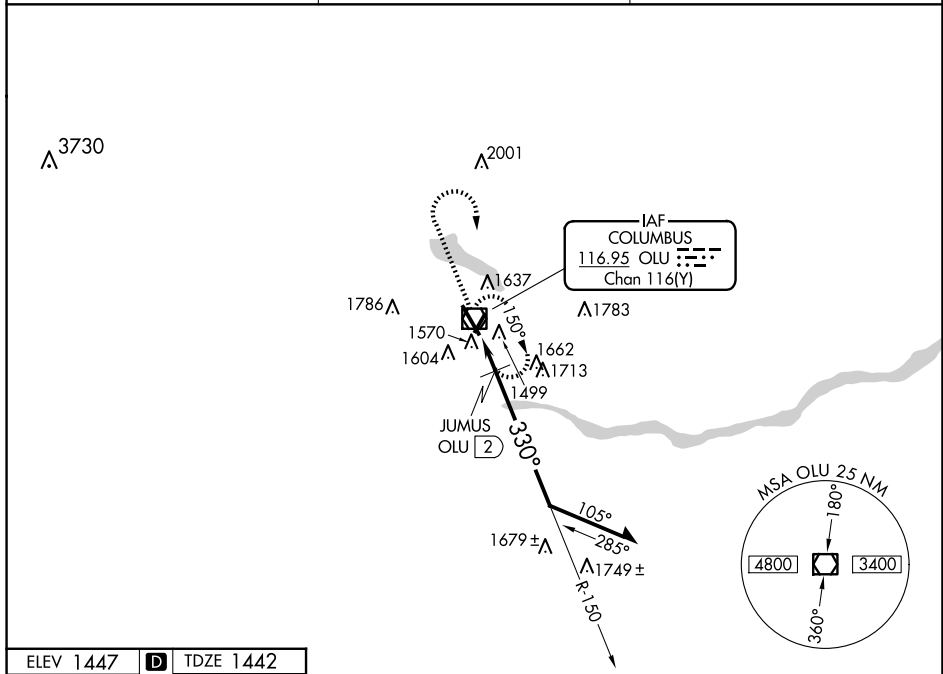 3730
2001
IAF
COLUMBUS
116.95 OLU
Chan 116(Y)
1637
1786
1783
150°
1570
1604
1662
1713
1499
JUMUS
OLU 2
330°
MSA OLU 25 NM
180°
105°
285°
1679 ±
1749 ±
4800
3400
R-150
360°
ELEV 1447 D TDZE 1442